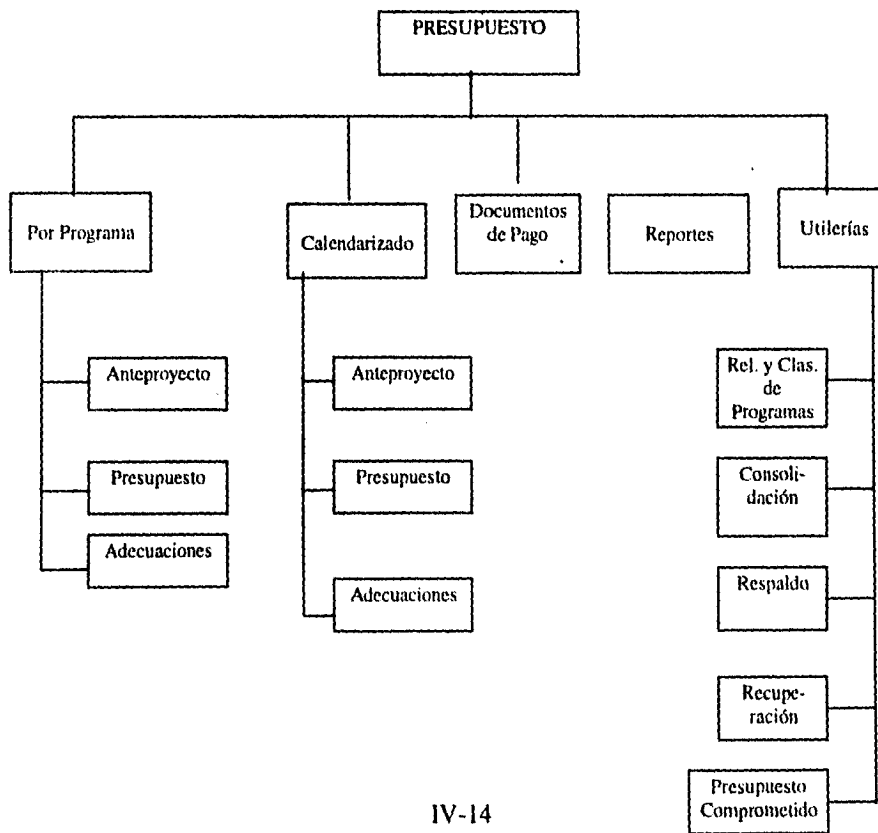 PRESUPUESTO
Por Programa
Calendarizado
Documentos
de Pago
Reportes
Utilerías
Anteproyecto
Presupuesto
Adecuaciones
Anteproyecto
Presupuesto
Adecuaciones
Rel. y Clas.
de
Programas
Consoli-
dación
Respaldo
Recupe-
ración
Presupuesto
Comprometido
IV-14